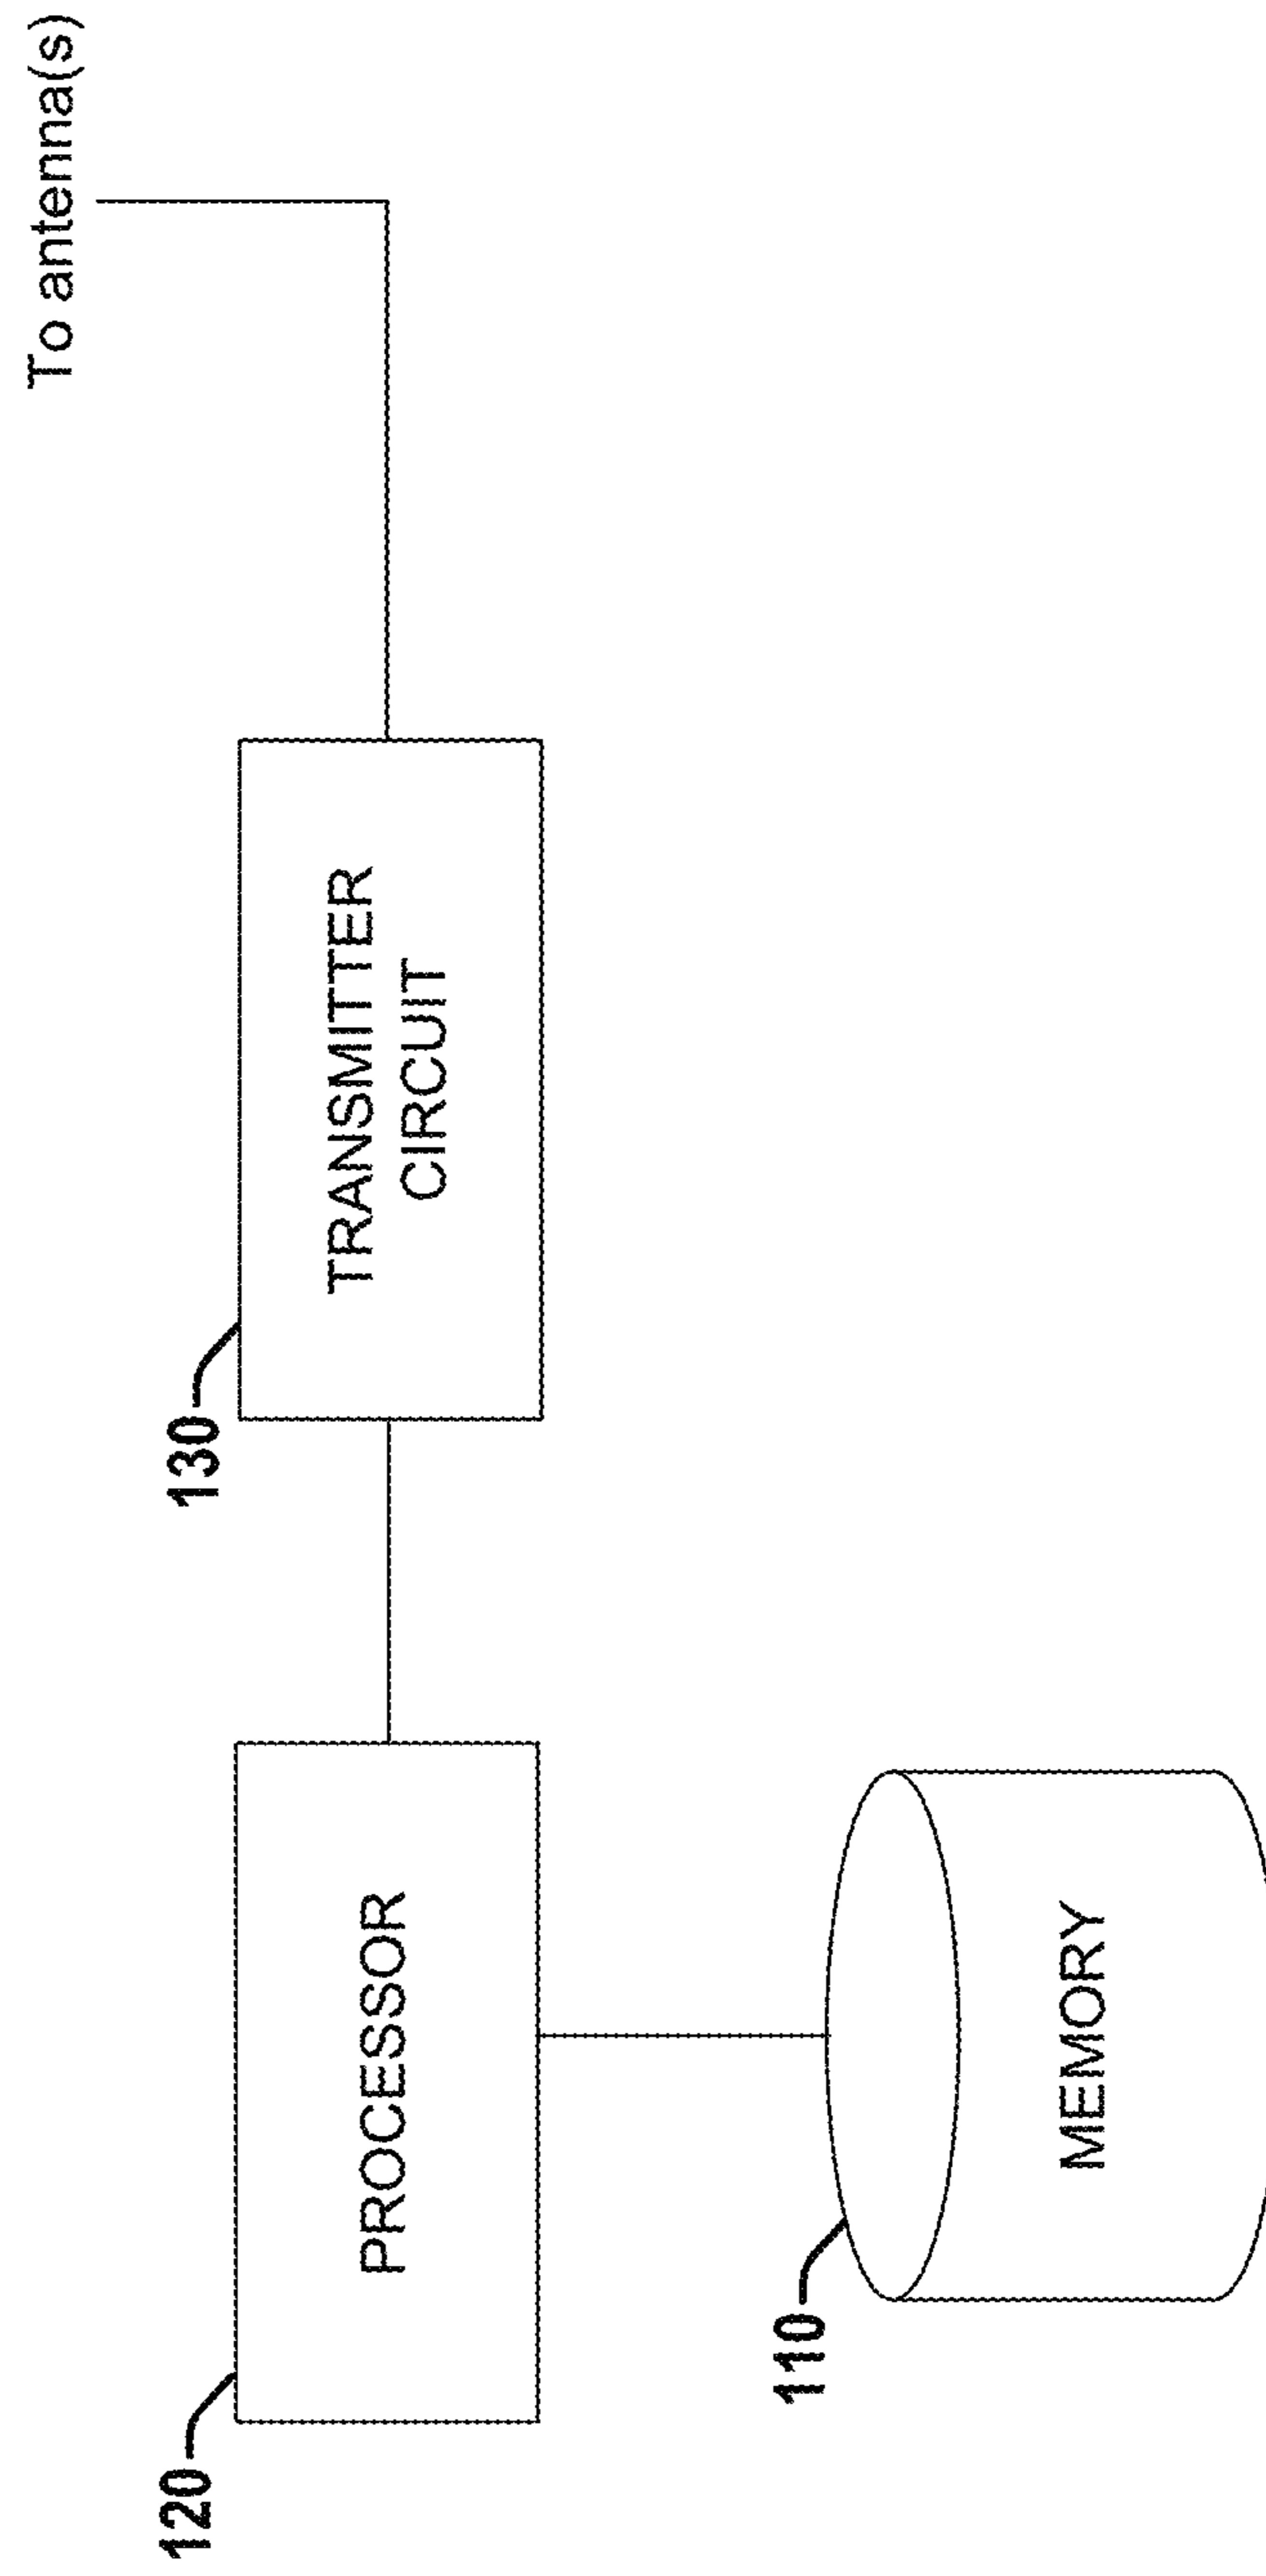 To antenna(s)
120
PROCESSOR
130
TRANSMITTER
CIRCUIT
110
MEMORY